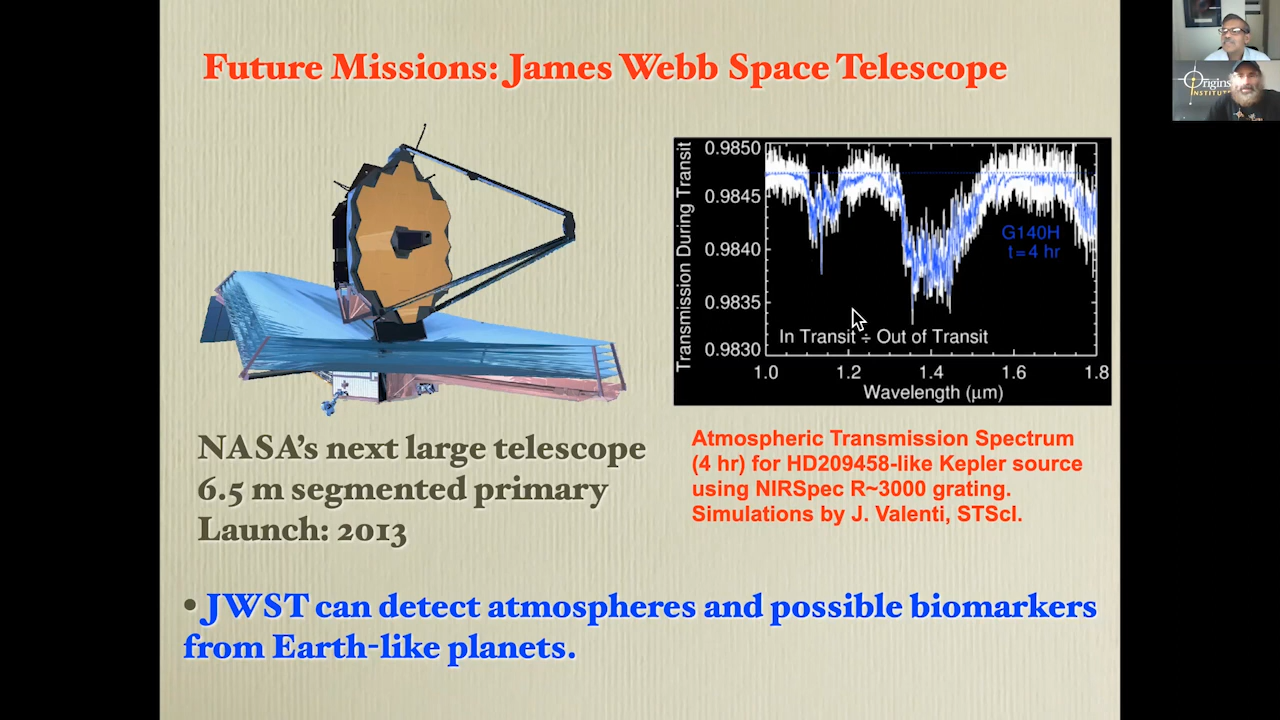 Future Missions: James Webb Space Telescope
Origins
INSTITUTE
Transmission During Transit
0.9850
0.9845
0.9840
0.9835
0.9830
G140H
t=4 hr
In Transit ÷ Out of Transit
1.0 1.2 1.4 1.6 1.8
Wavelength (μm)
NASA's next large telescope
6.5 m segmented primary
Launch: 2013
Atmospheric Transmission Spectrum
(4 hr) for HD209458-like Kepler source
using NIRSpec R~3000 grating.
Simulations by J. Valenti, STScI.
• JWST can detect atmospheres and possible biomarkers
from Earth-like planets.